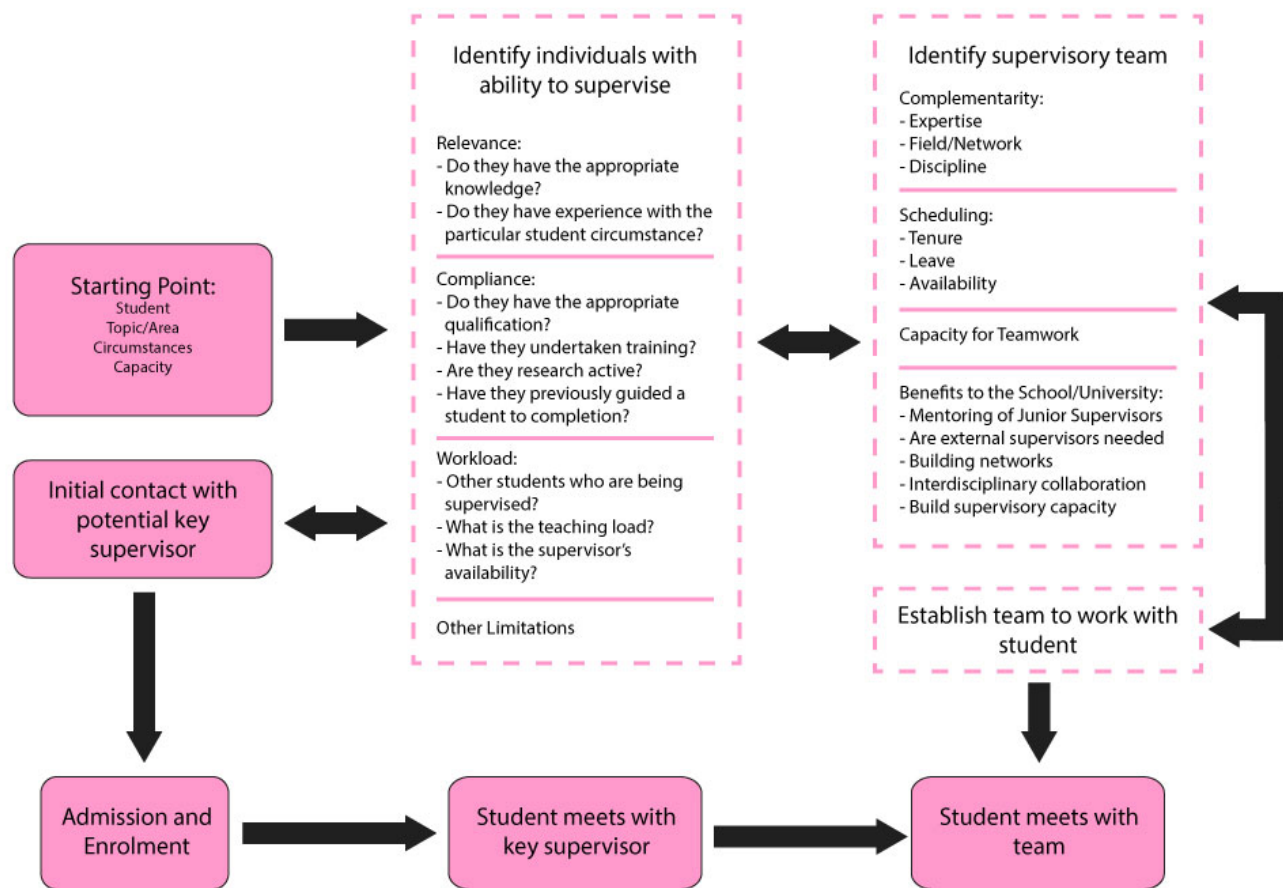 Starting Point:
Student
Topic/Area
Circumstances
Capacity
Identify individuals with
ability to supervise
Relevance:
- Do they have the appropriate
knowledge?
- Do they have experience with the
particular student circumstance?
Compliance:
- Do they have the appropriate
qualification?
- Have they undertaken training?
- Are they research active?
- Have they previously guided a
student to completion?
Workload:
- Other students who are being
supervised?
- What is the teaching load?
- What is the supervisor's
availability?
Other Limitations
Identify supervisory team
Complementarity:
- Expertise
- Field/Network
- Discipline
Scheduling:
- Tenure
- Leave
- Availability
Capacity for Teamwork
Benefits to the School/University:
- Mentoring of Junior Supervisors
- Are external supervisors needed
- Building networks
- Interdisciplinary collaboration
- Build supervisory capacity
Initial contact with
potential key
supervisor
Establish team to work with
student
Admission and
Enrolment
Student meets with
key supervisor
Student meets with
team